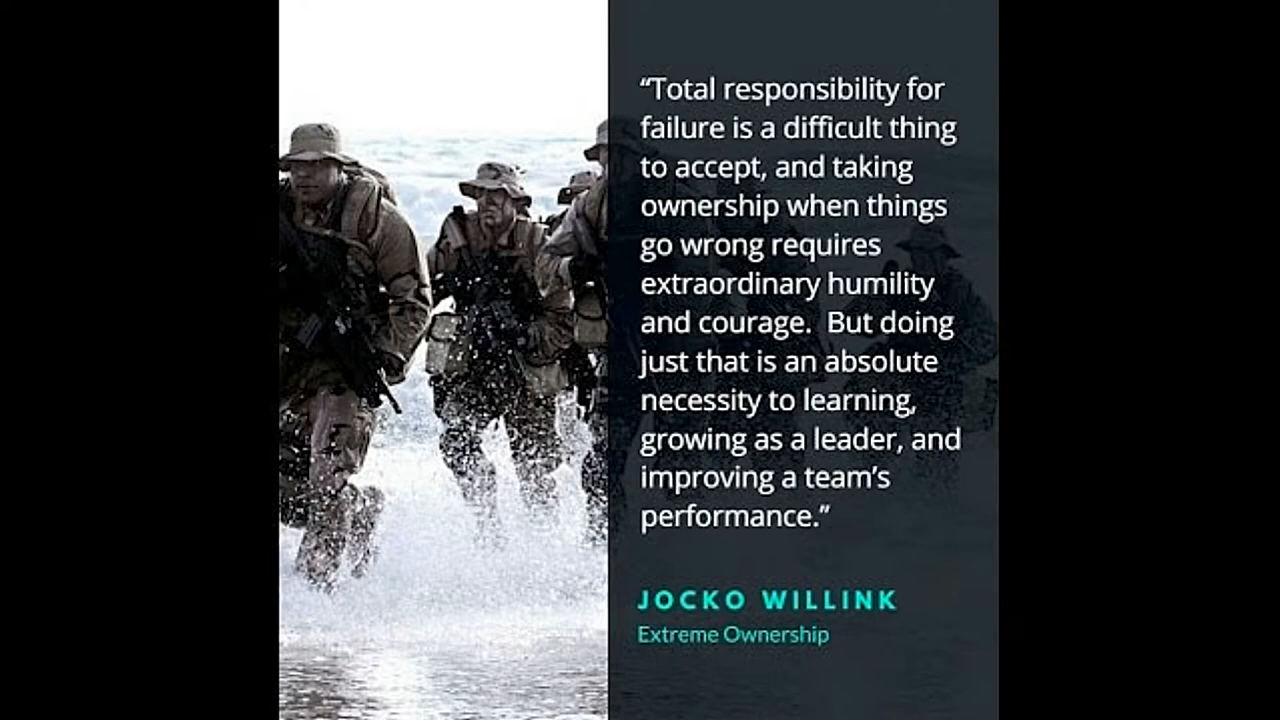 “Total responsibility for
failure is a difficult thing
to accept, and taking
ownership when things
go wrong requires
extraordinary humility
and courage.  But doing
just that is an absolute
necessity to learning,
growing as a leader, and
improving a team’s
performance.”
JOCKO WILLINK
Extreme Ownership